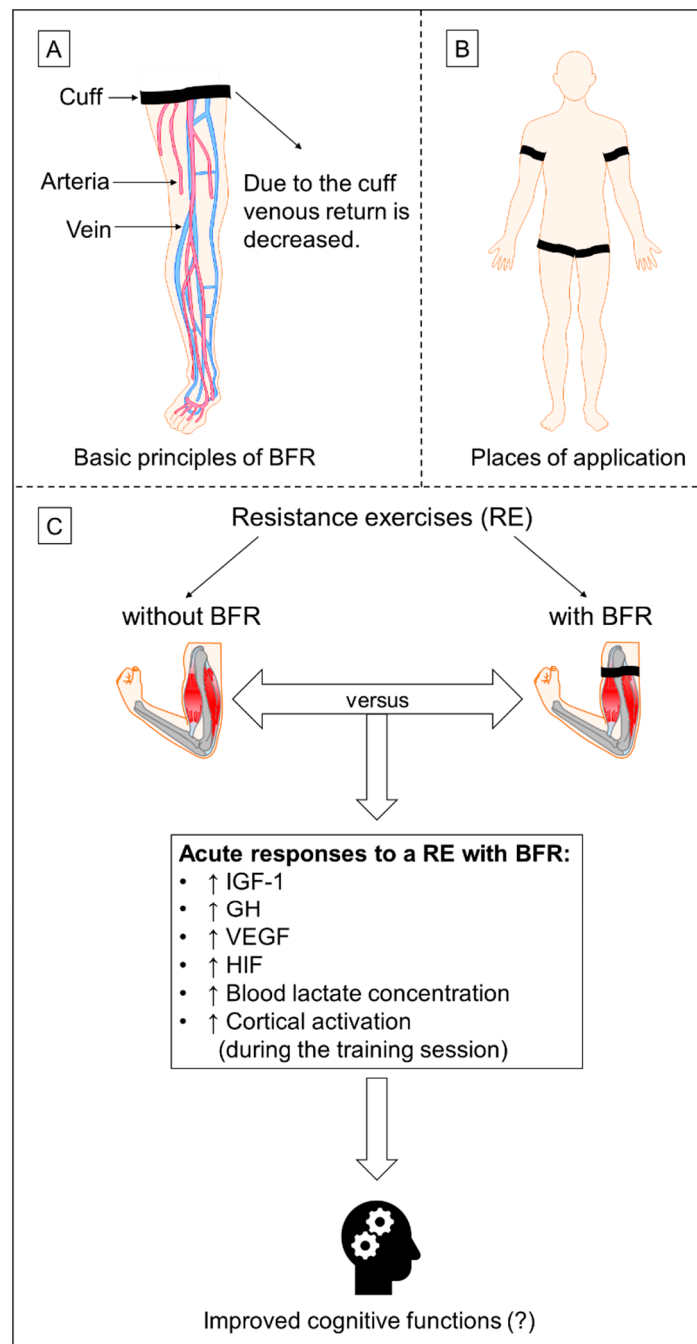 A
Cuff
Arteria
Vein
Due to the cuff
venous return is
decreased.
Basic principles of BFR
B
Places of application
C
Resistance exercises (RE)
without BFR
with BFR
versus
Acute responses to a RE with BFR:
• ↑ IGF-1
• ↑ GH
• ↑ VEGF
• ↑ HIF
• ↑ Blood lactate concentration
• ↑ Cortical activation
(during the training session)
Improved cognitive functions (?)